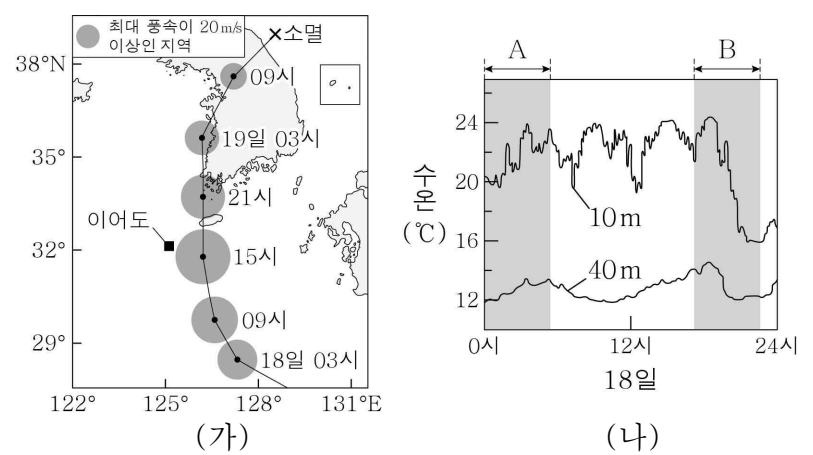 최대 풍속이 20 m/s
이상인 지역
소멸
38°N
09시
19일 03시
35°
21시
이어도
32°
15시
09시
29°
18일 03시
122° 125° 128° 131°E
(가)
A B
24
20
16
12
수온
(℃)
10m
40m
0시 12시 24시
18일
(나)